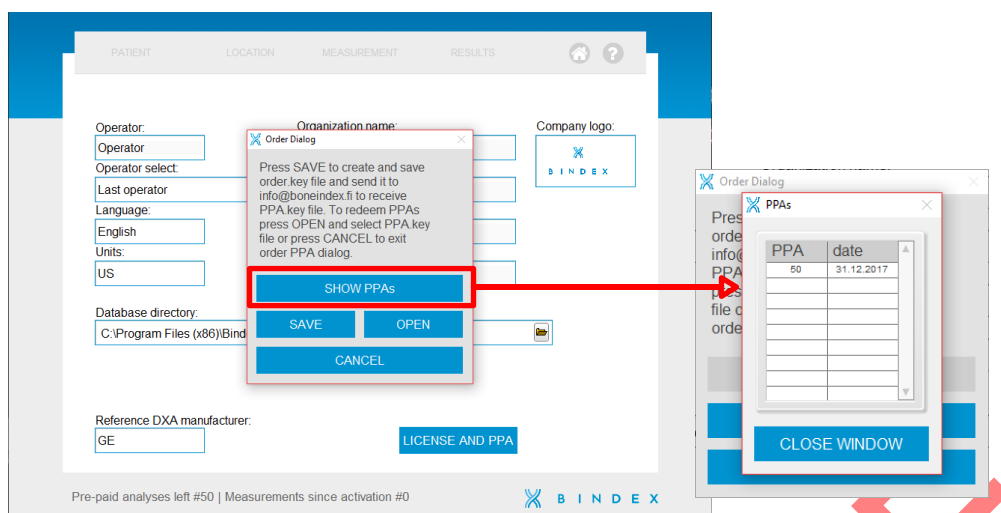 PATIENT LOCATION MEASUREMENT RESULTS ?
Operator: Organization name: Company logo:
Operator
BINDEX
Operator select:
Last operator
Language:
English
Units:
US
Database directory:
C:\Program Files (x86)\Bind
Reference DXA manufacturer:
GE
LICENSE AND PPA
Pre-paid analyses left #50 | Measurements since activation #0
BINDEX
Order Dialog
Press SAVE to create and save
order.key file and send it to
info@boneindex.fi to receive
PPA.key file. To redeem PPAs
press OPEN and select PPA.key
file or press CANCEL to exit
order PPA dialog.
SHOW PPAs
SAVE OPEN
CANCEL
Order Dialog
Pres
orde
info@
PPA
file
orde
PPAs
PPA date
50 31.12.2017
CLOSE WINDOW